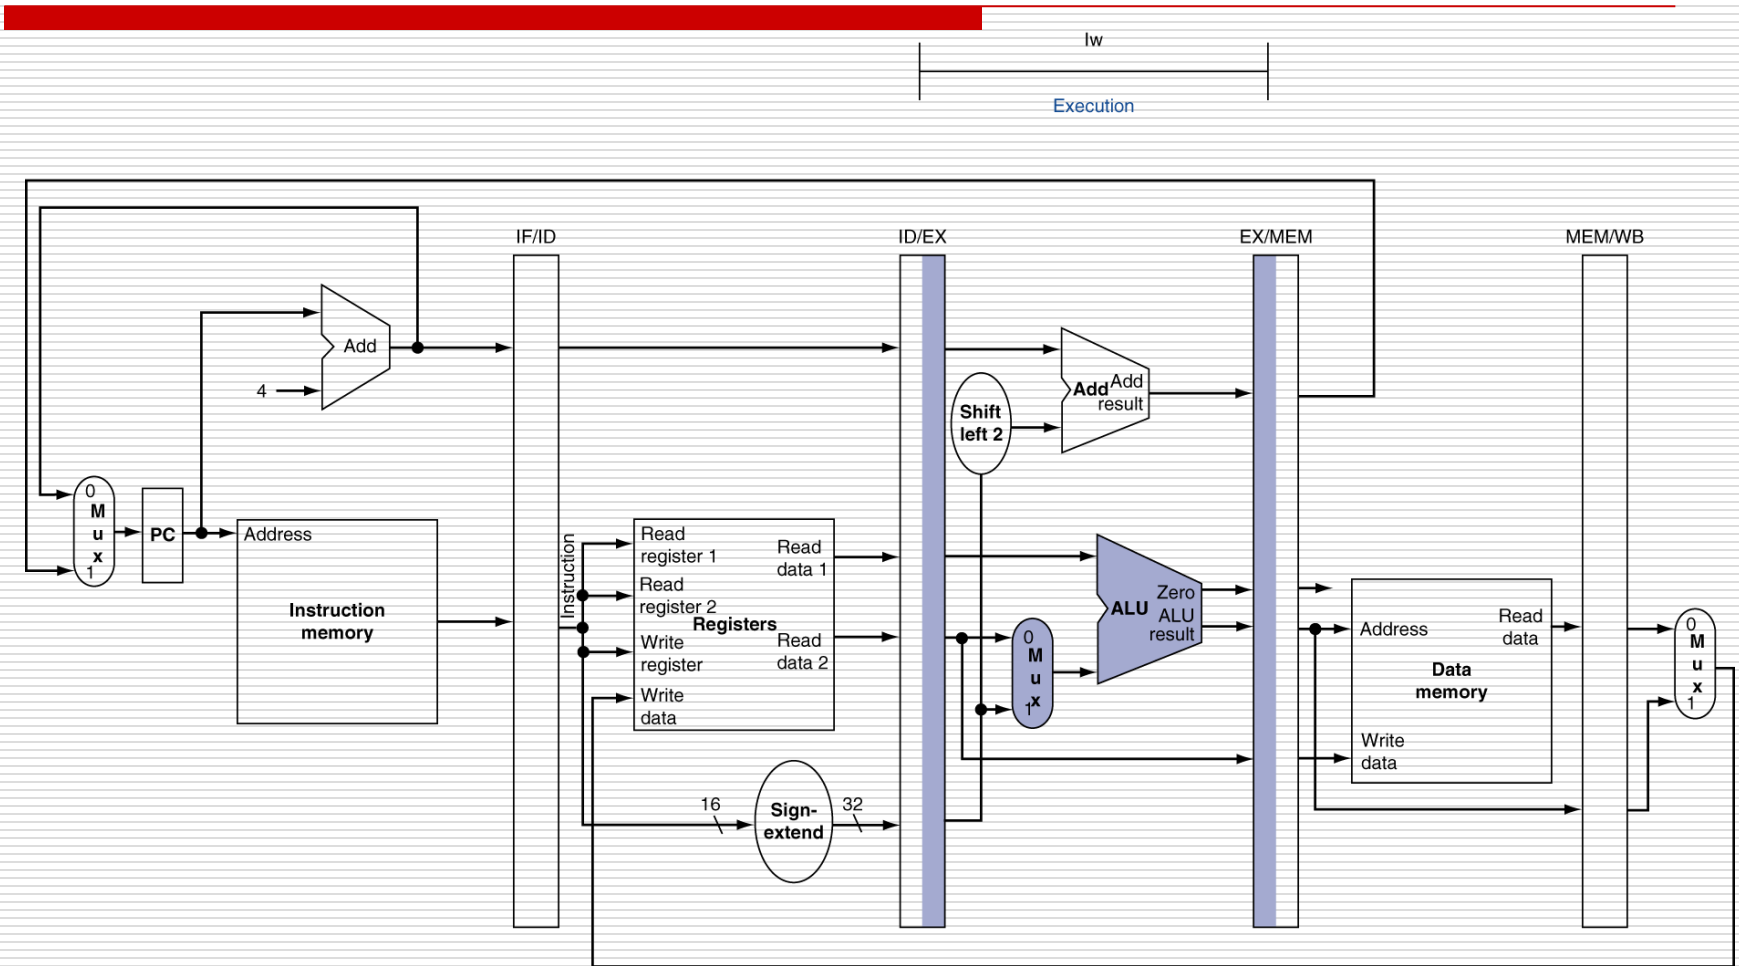 lw
Execution
IF/ID
ID/EX
EX/MEM
MEM/WB
Add
4
Add
Add
result
Shift
left 2
0
M
u
x
1
PC
Address
Instruction
memory
Instruction
Read
register 1
Read
register 2
Write
register
Write
data
Registers
Read
data 1
Read
data 2
16
Sign-
extend
32
0
M
u
x
1
ALU
Zero
ALU
result
Address
Read
data
Data
memory
Write
data
0
M
u
x
1